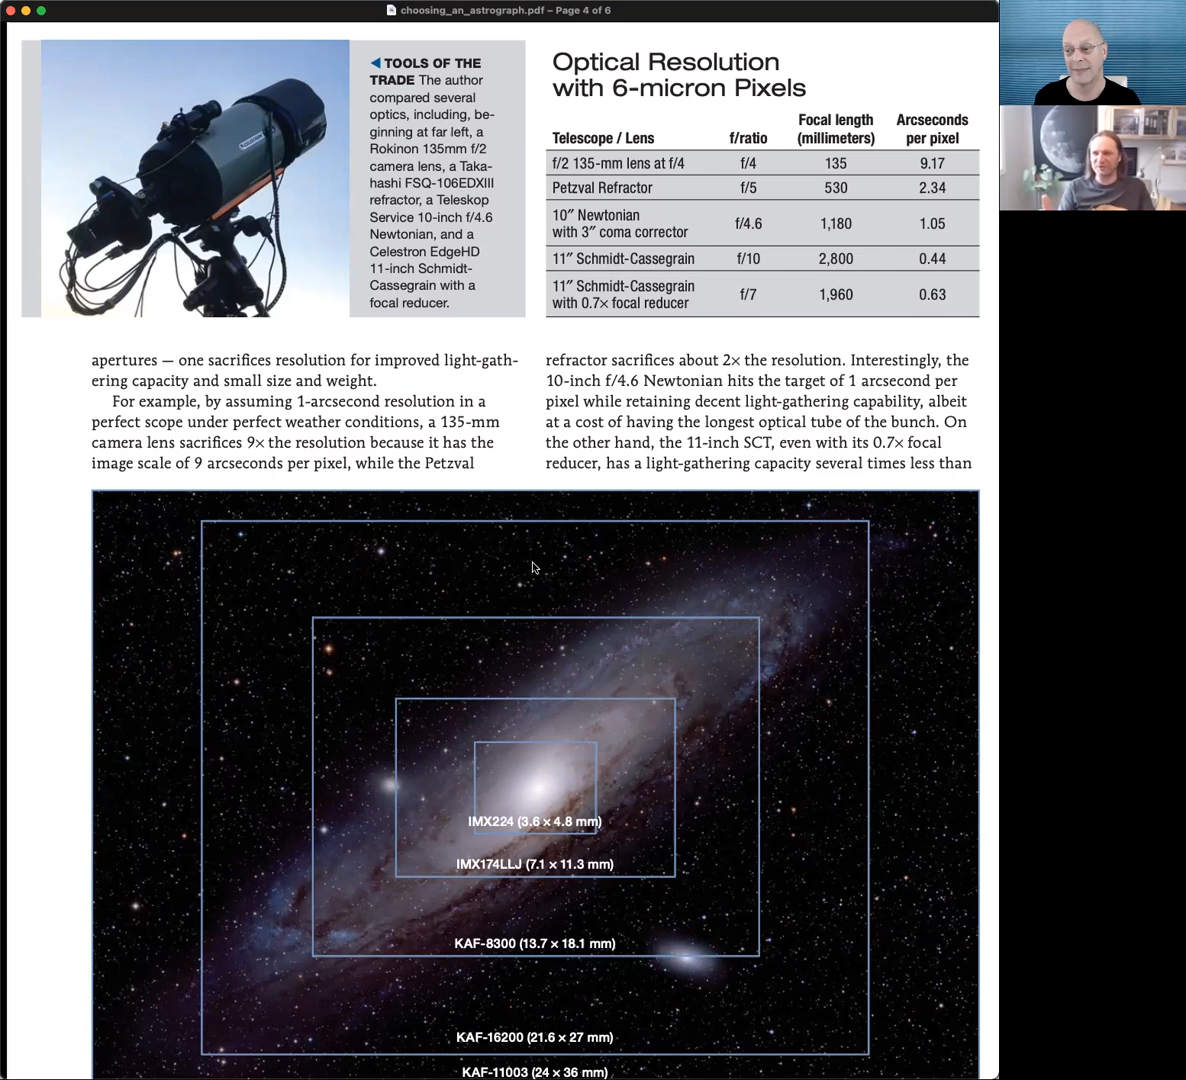 choosing_an_astrograph.pdf – Page 4 of 6
◀ TOOLS OF THE
TRADE The author
compared several
optics, including, be-
ginning at far left, a
Rokinon 135mm f/2
camera lens, a Taka-
hashi FSQ-106EDXIII
refractor, a Teleskop
Service 10-inch f/4.6
Newtonian, and a
Celestron EdgeHD
11-inch Schmidt-
Cassegrain with a
focal reducer.
Optical Resolution
with 6-micron Pixels
Telescope / Lens f/ratio Focal length (millimeters) Arcseconds per pixel
f/2 135-mm lens at f/4 f/4 135 9.17
Petzval Refractor f/5 530 2.34
10″ Newtonian
with 3″ coma corrector f/4.6 1,180 1.05
11″ Schmidt-Cassegrain f/10 2,800 0.44
11″ Schmidt-Cassegrain
with 0.7× focal reducer f/7 1,960 0.63
apertures — one sacrifices resolution for improved light-gath-
ering capacity and small size and weight.
For example, by assuming 1-arcsecond resolution in a
perfect scope under perfect weather conditions, a 135-mm
camera lens sacrifices 9× the resolution because it has the
image scale of 9 arcseconds per pixel, while the Petzval
refractor sacrifices about 2× the resolution. Interestingly, the
10-inch f/4.6 Newtonian hits the target of 1 arcsecond per
pixel while retaining decent light-gathering capability, albeit
at a cost of having the longest optical tube of the bunch. On
the other hand, the 11-inch SCT, even with its 0.7× focal
reducer, has a light-gathering capacity several times less than
IMX224 (3.6 × 4.8 mm)
IMX174LLJ (7.1 × 11.3 mm)
KAF-8300 (13.7 × 18.1 mm)
KAF-16200 (21.6 × 27 mm)
KAF-11003 (24 × 36 mm)